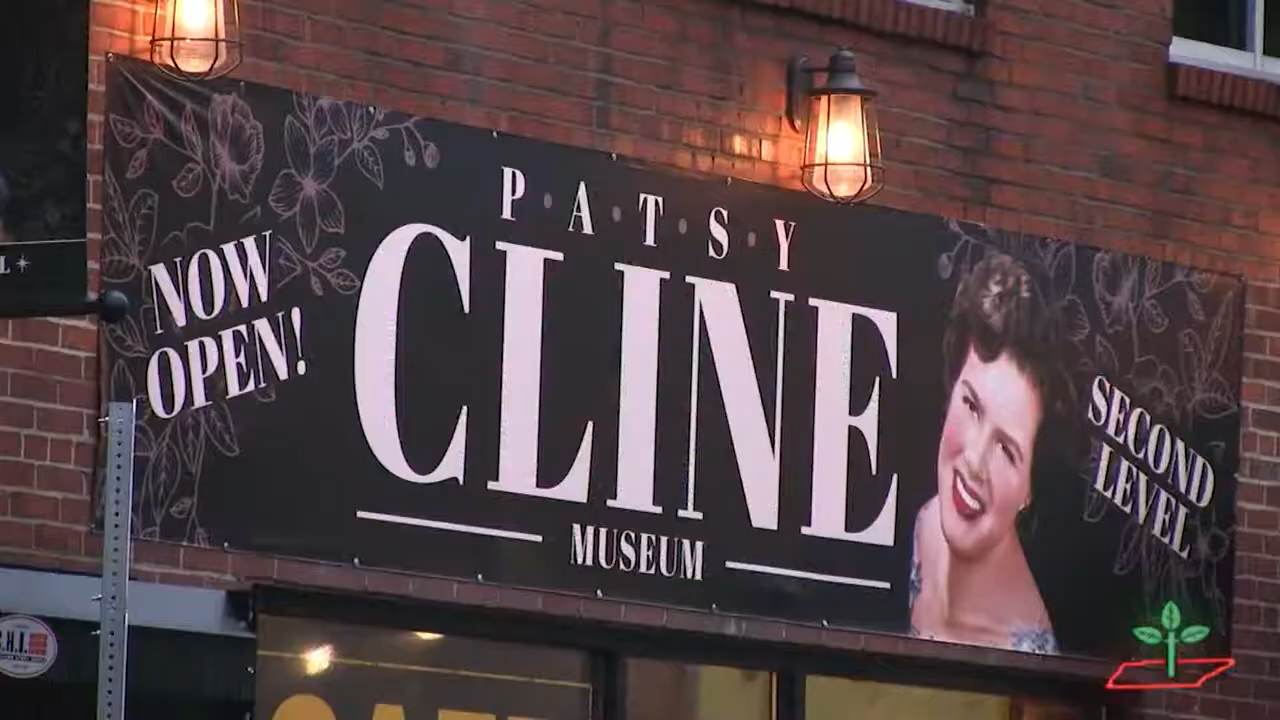 NOW
OPEN!
P·A·T·S·Y
CLINE
MUSEUM
SECOND
LEVEL